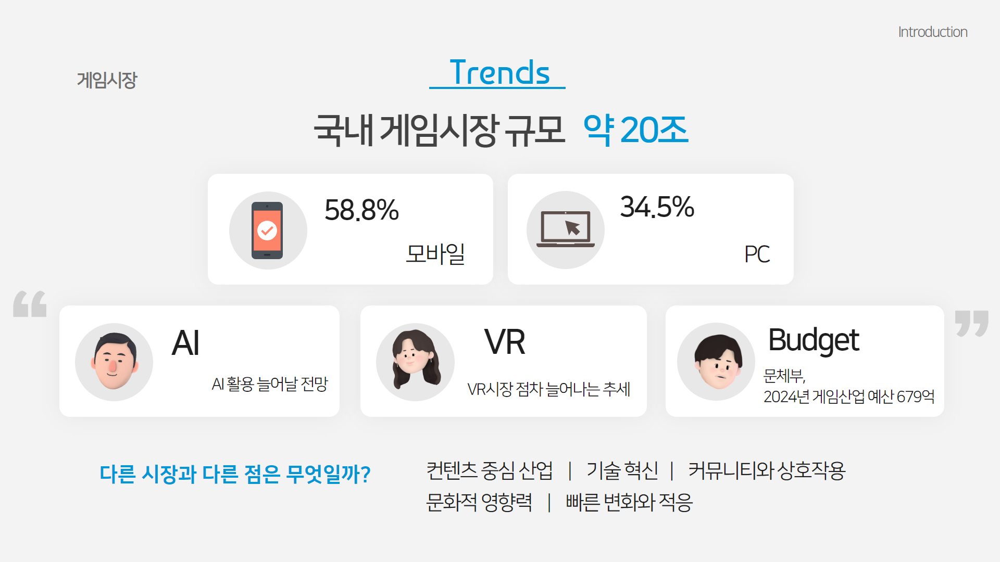 Introduction
게임시장
Trends
국내 게임시장 규모 약 20조
58.8%
모바일
34.5%
PC
“
AI
AI 활용 늘어날 전망
VR
VR시장 점차 늘어나는 추세
Budget
문체부,
2024년 게임산업 예산 679억
”
다른 시장과 다른 점은 무엇일까?
컨텐츠 중심 산업 | 기술 혁신 | 커뮤니티와 상호작용
문화적 영향력 | 빠른 변화와 적응